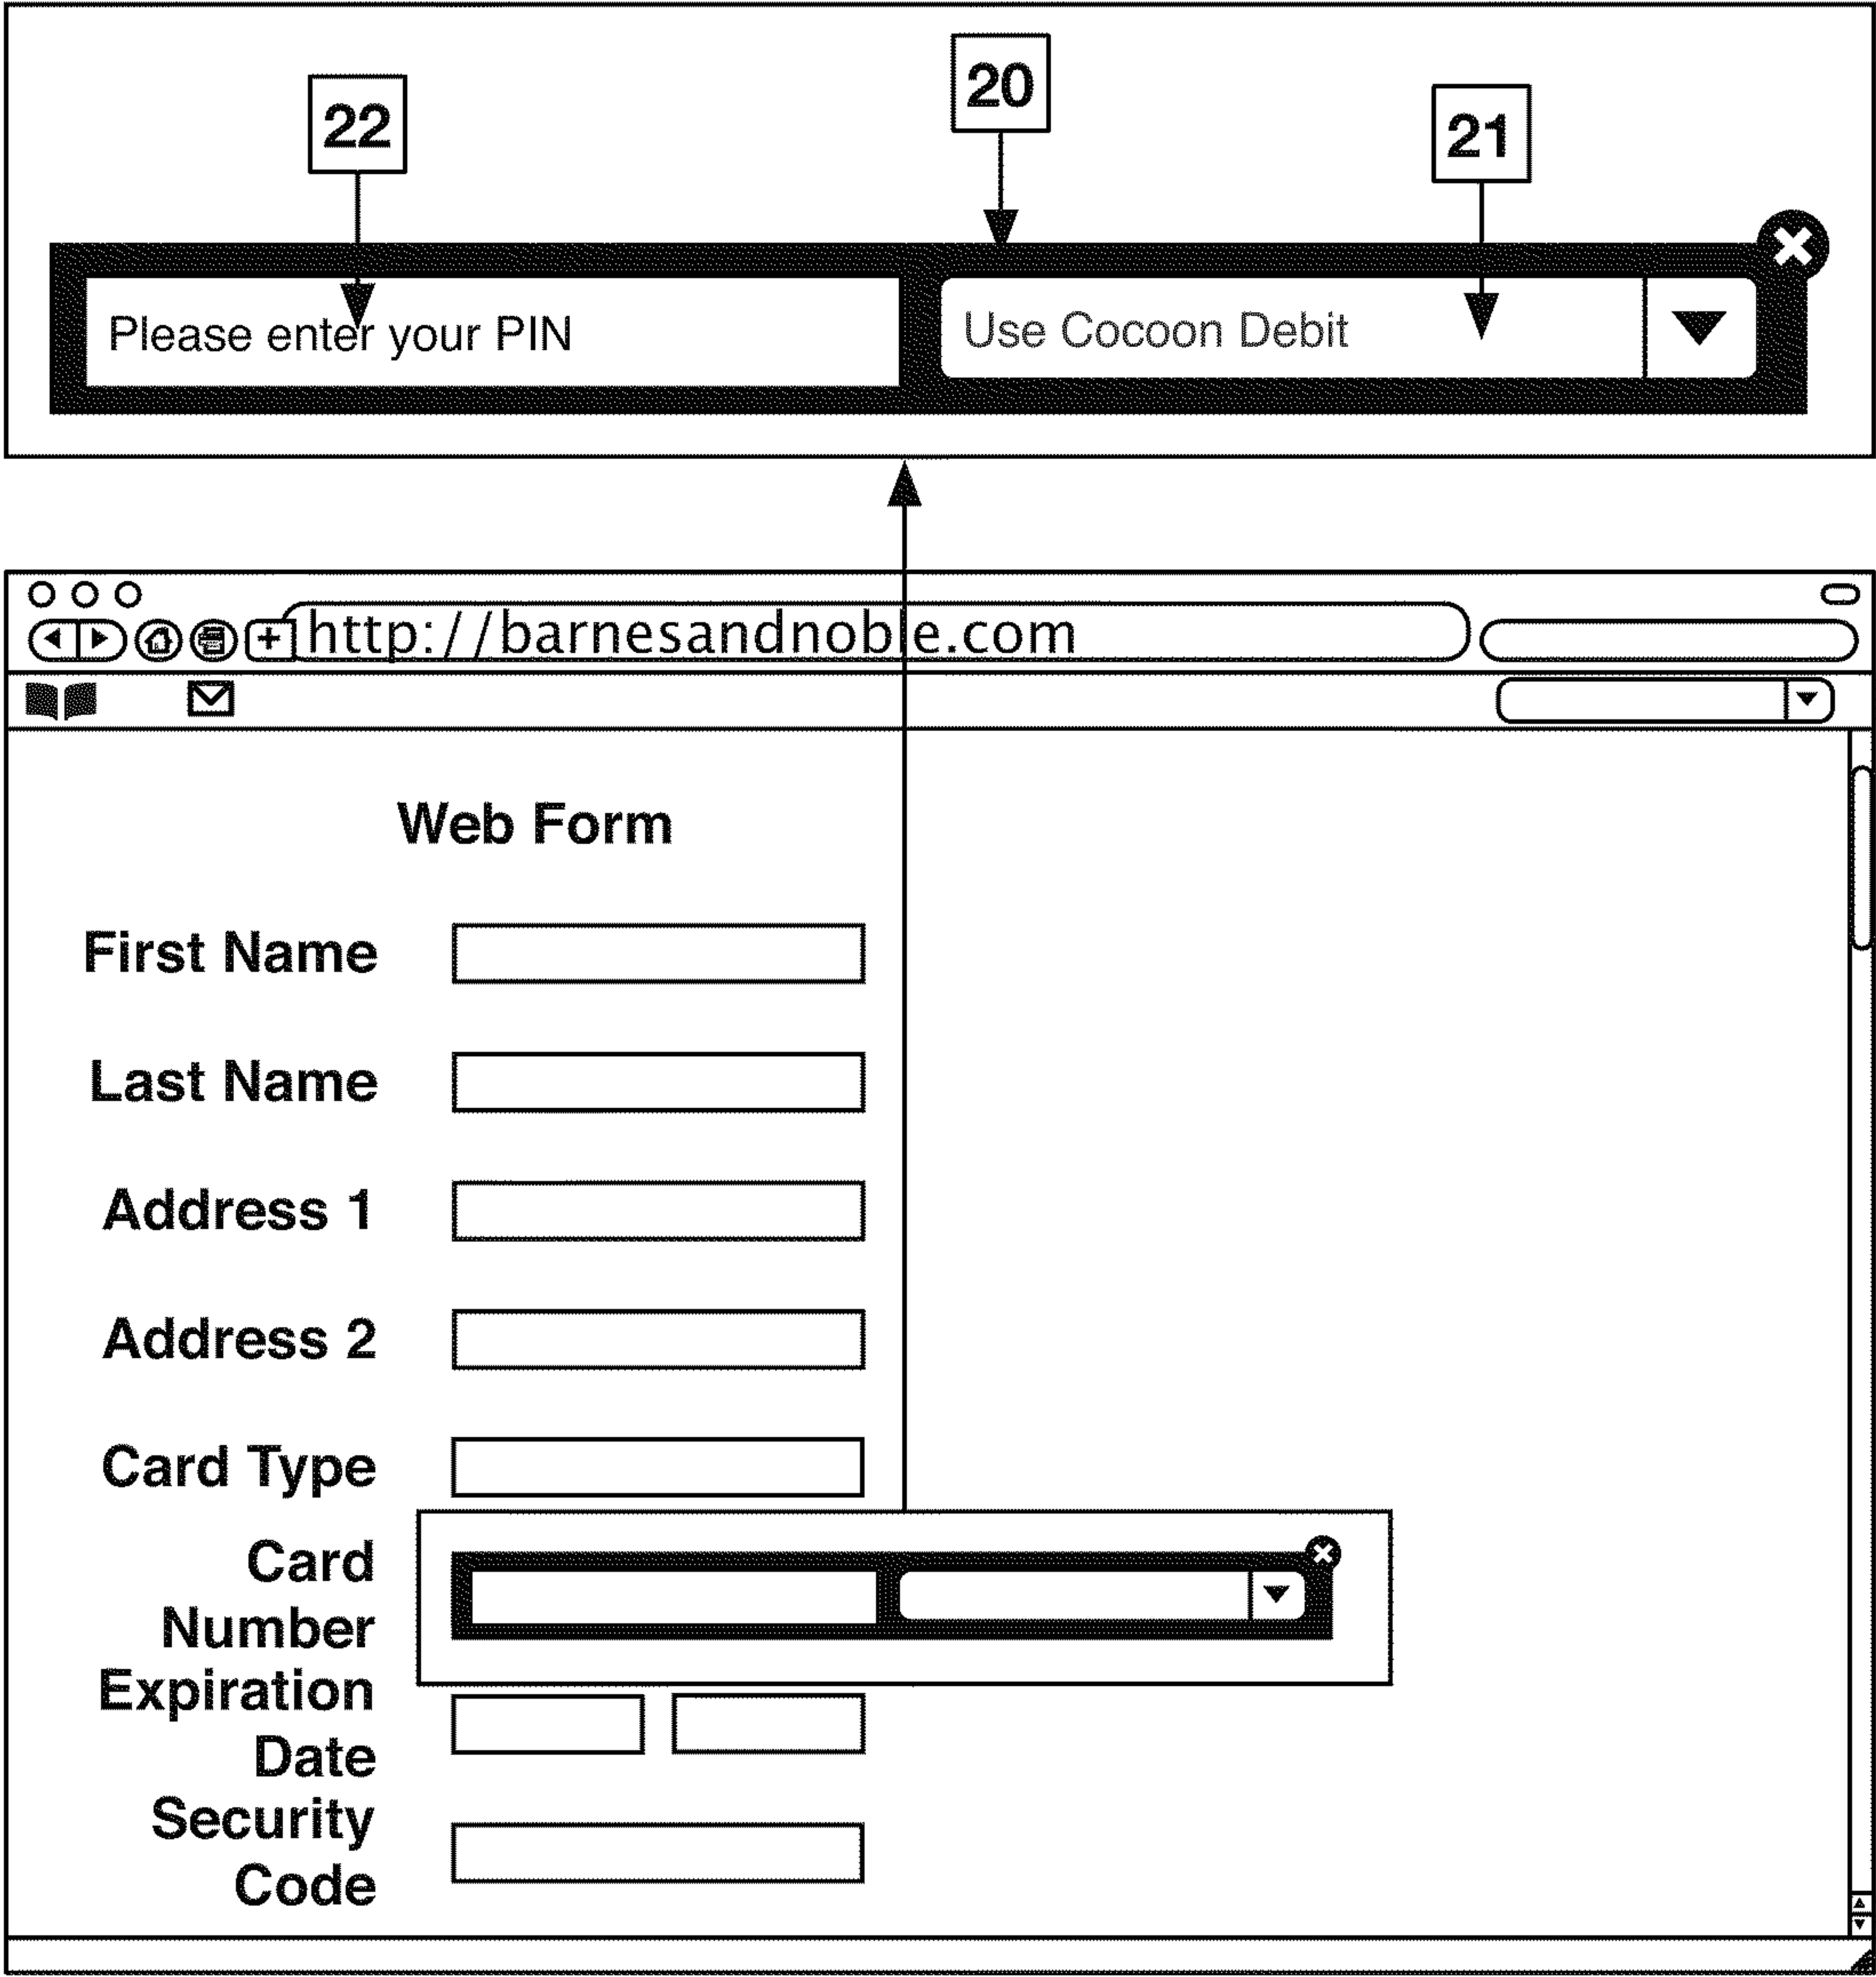 20
22
21
Please enter your PIN
Use Cocoon Debit
http://barnesandnoble.com
Web Form
First Name
Last Name
Address 1
Address 2
Card Type
Card
Number
Expiration
Date
Security
Code